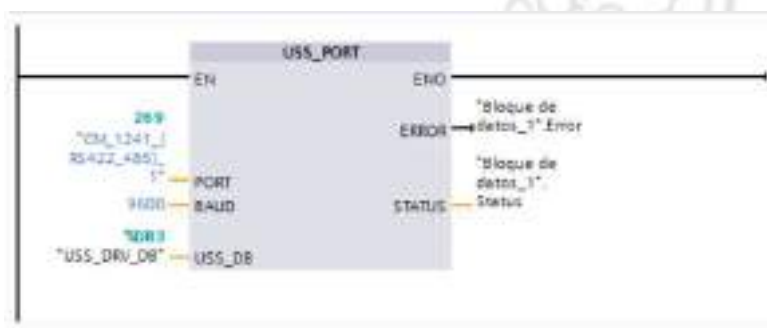 USS_PORT
EN
ENO
269
"CM_1241_(
RS422_485)_
1"
PORT
9600
BAUD
%DB3
"USS_DRV_DB"
USS_DB
ERROR
"Bloque de
datos_1".Error
STATUS
"Bloque de
datos_1".
Status